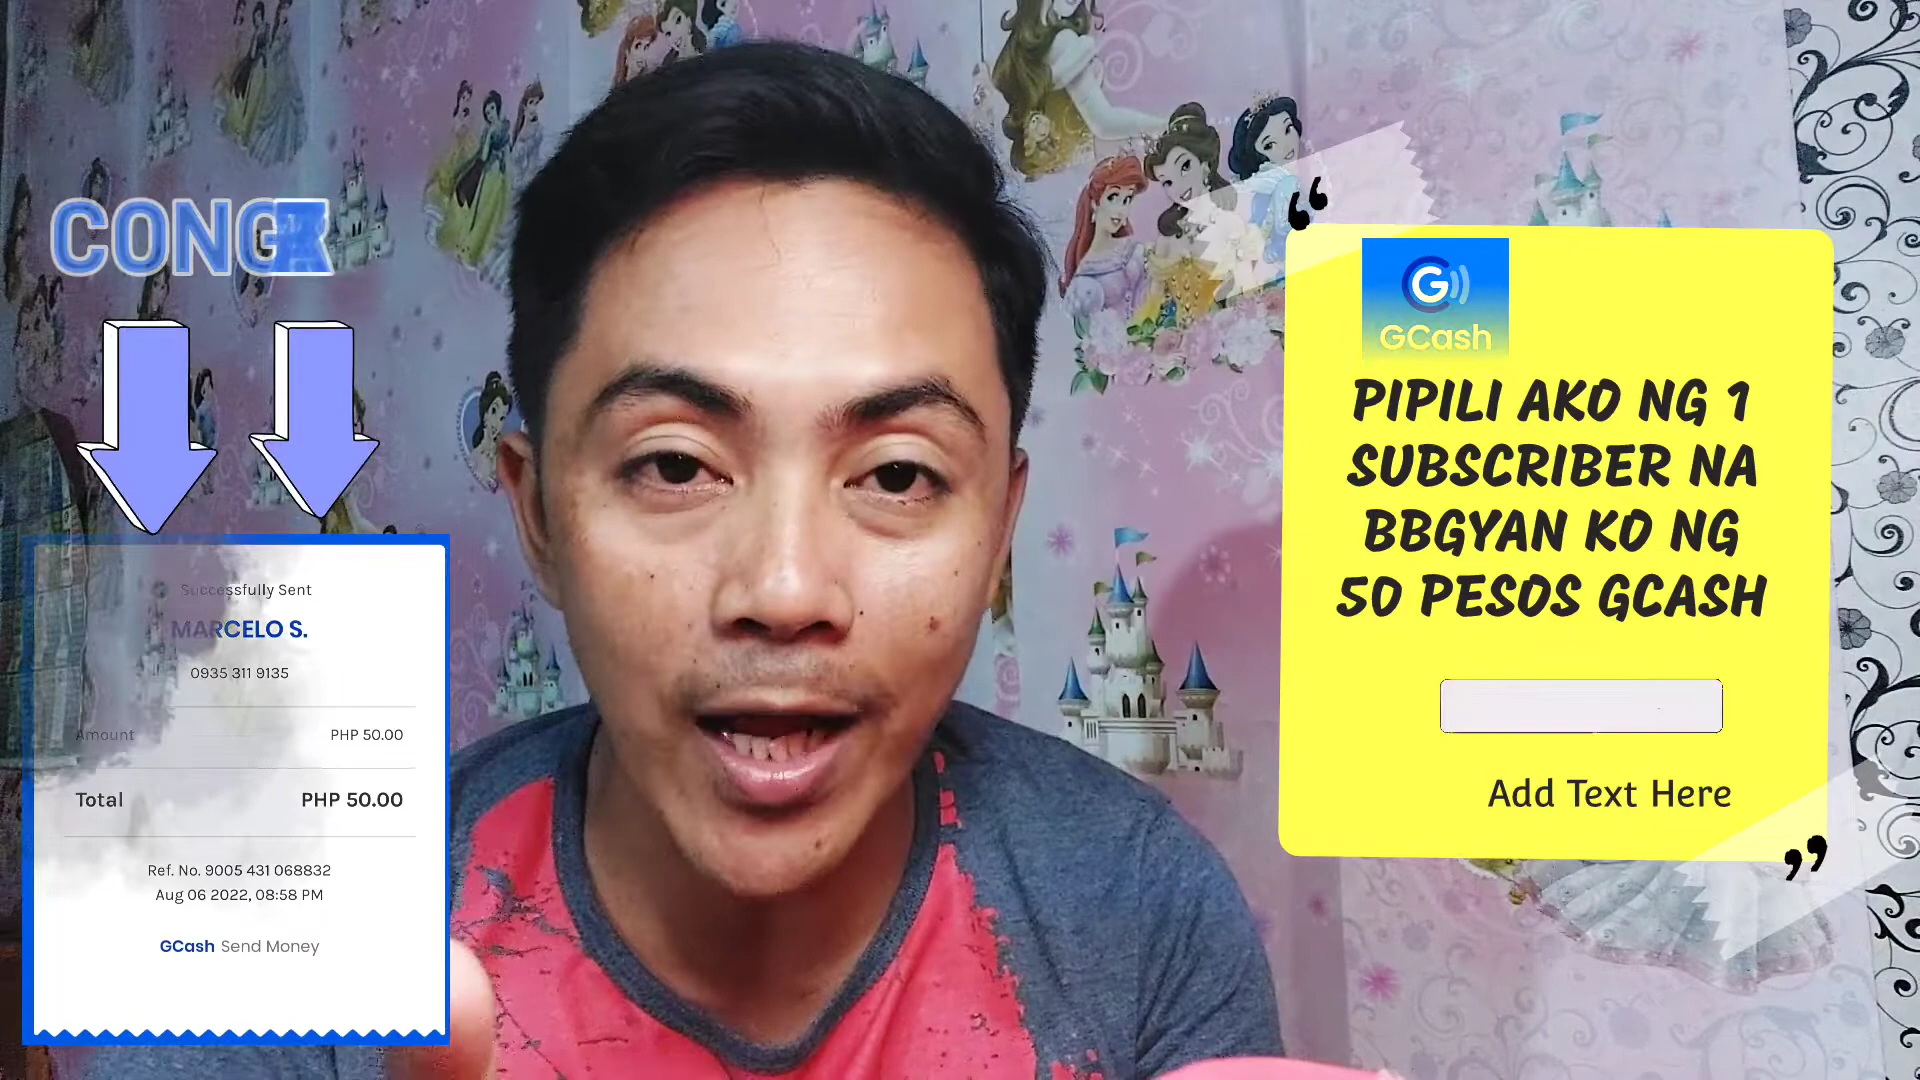 CONGR
Successfully Sent
MARCELO S.
0935 311 9135
Amount PHP 50.00
Total PHP 50.00
Ref. No. 9005 431 068832
Aug 06 2022, 08:58 PM
GCash Send Money
“
G
GCash
PIPILI AKO NG 1
SUBSCRIBER NA
BBGYAN KO NG
50 PESOS GCASH
Add Text Here
”